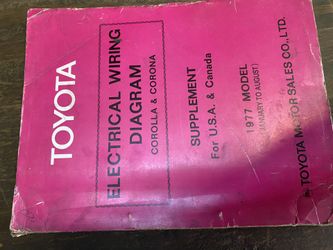 TOYOTA
ELECTRICAL WIRING
DIAGRAM
COROLLA & CORONA
SUPPLEMENT
For U.S.A. & Canada
1977 MODEL
(JANUARY TO AUGUST)
TOYOTA MOTOR SALES CO., LTD.